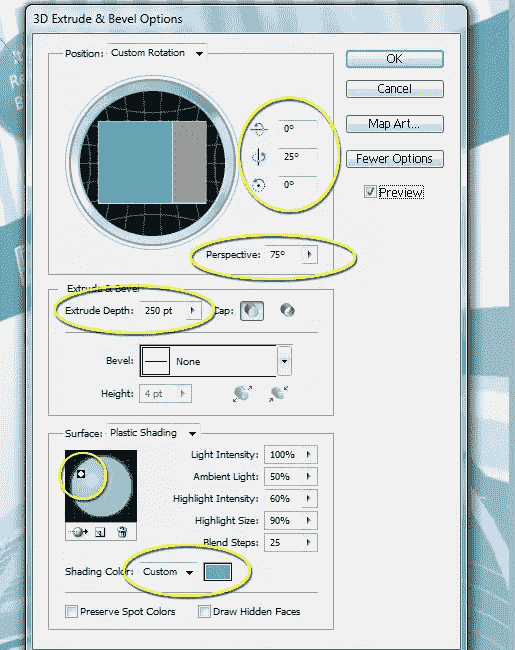 3D Extrude & Bevel Options
Position: Custom Rotation
OK
Cancel
Map Art...
Fewer Options
Preview
0°
25°
0°
Perspective: 75°
Extrude & Bevel
Extrude Depth: 250 pt Cap:
Bevel: None
Height: 4 pt
Surface: Plastic Shading
Light Intensity: 100%
Ambient Light: 50%
Highlight Intensity: 60%
Highlight Size: 90%
Blend Steps: 25
Shading Color: Custom
Preserve Spot Colors Draw Hidden Faces